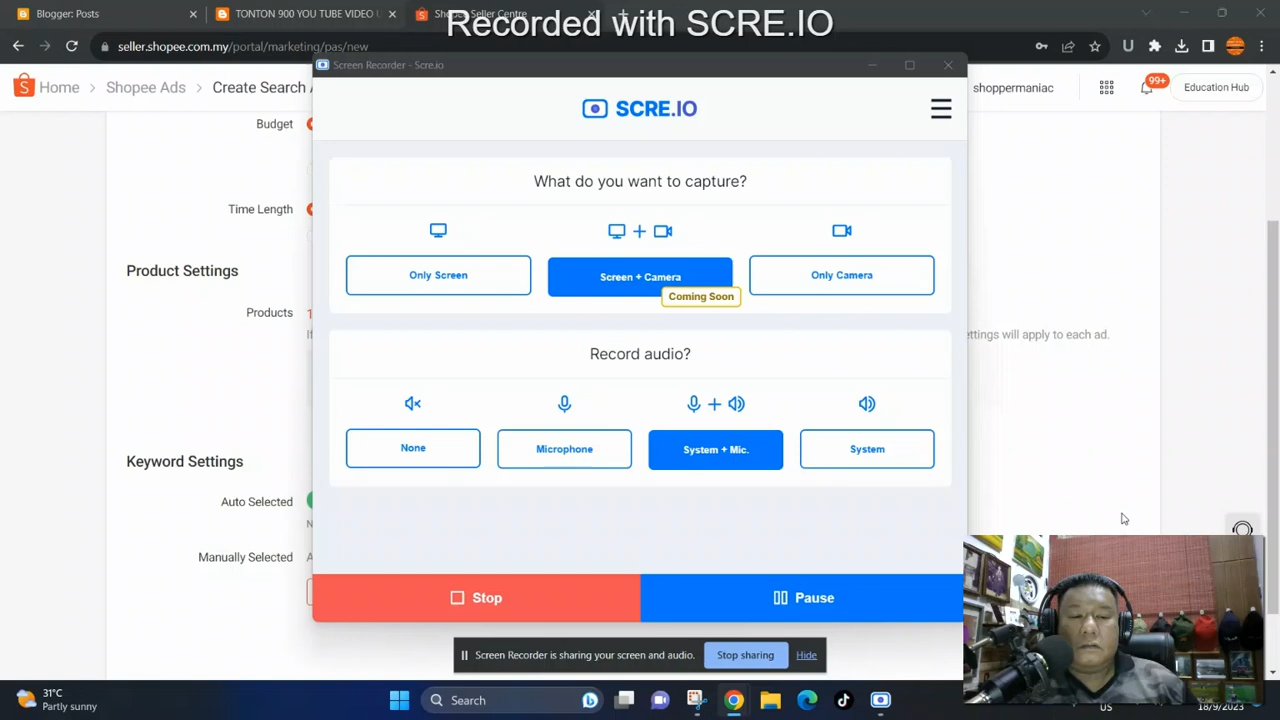 Blogger: Posts
TONTON 900 YOU TUBE VIDEO
Shopee Seller Centre
Recorded with SCRE.IO
seller.shopee.com.my/portal/marketing/pas/new
Home
Shopee Ads
Create Search
shoppermaniac
99+
Education Hub
Screen Recorder - Scre.io
SCRE.IO
Budget
What do you want to capture?
Time Length
Only Screen
Screen + Camera
Only Camera
Coming Soon
Product Settings
Products
ettings will apply to each ad.
Record audio?
None
Microphone
System + Mic.
System
Keyword Settings
Auto Selected
Manually Selected
Stop
Pause
Screen Recorder is sharing your screen and audio.
Stop sharing
Hide
31°C
Partly sunny
Search
US
18/9/2023